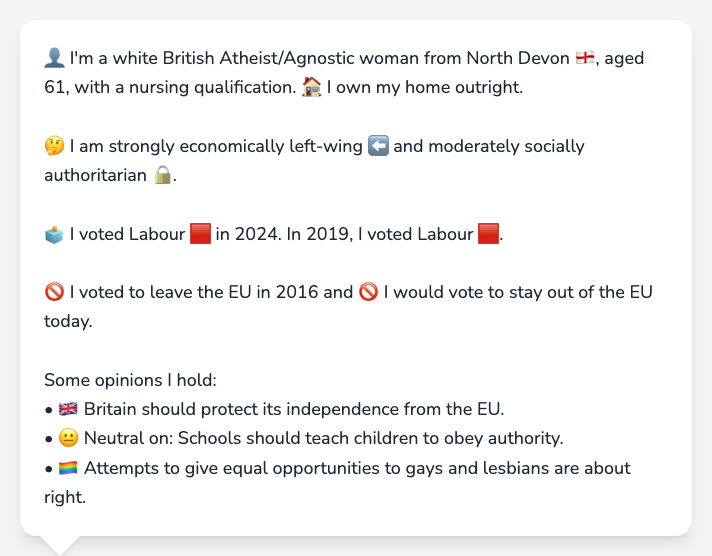 👤 I'm a white British Atheist/Agnostic woman from North Devon 🏴󠁧󠁢󠁥󠁮󠁧󠁿, aged
61, with a nursing qualification. 🏠 I own my home outright.
🤔 I am strongly economically left-wing ⬅️ and moderately socially
authoritarian 🔒.
🗳️ I voted Labour 🟥 in 2024. In 2019, I voted Labour 🟥.
🚫 I voted to leave the EU in 2016 and 🚫 I would vote to stay out of the EU
today.
Some opinions I hold:
• 🇬🇧 Britain should protect its independence from the EU.
• 😐 Neutral on: Schools should teach children to obey authority.
• 🏳️‍🌈 Attempts to give equal opportunities to gays and lesbians are about
right.